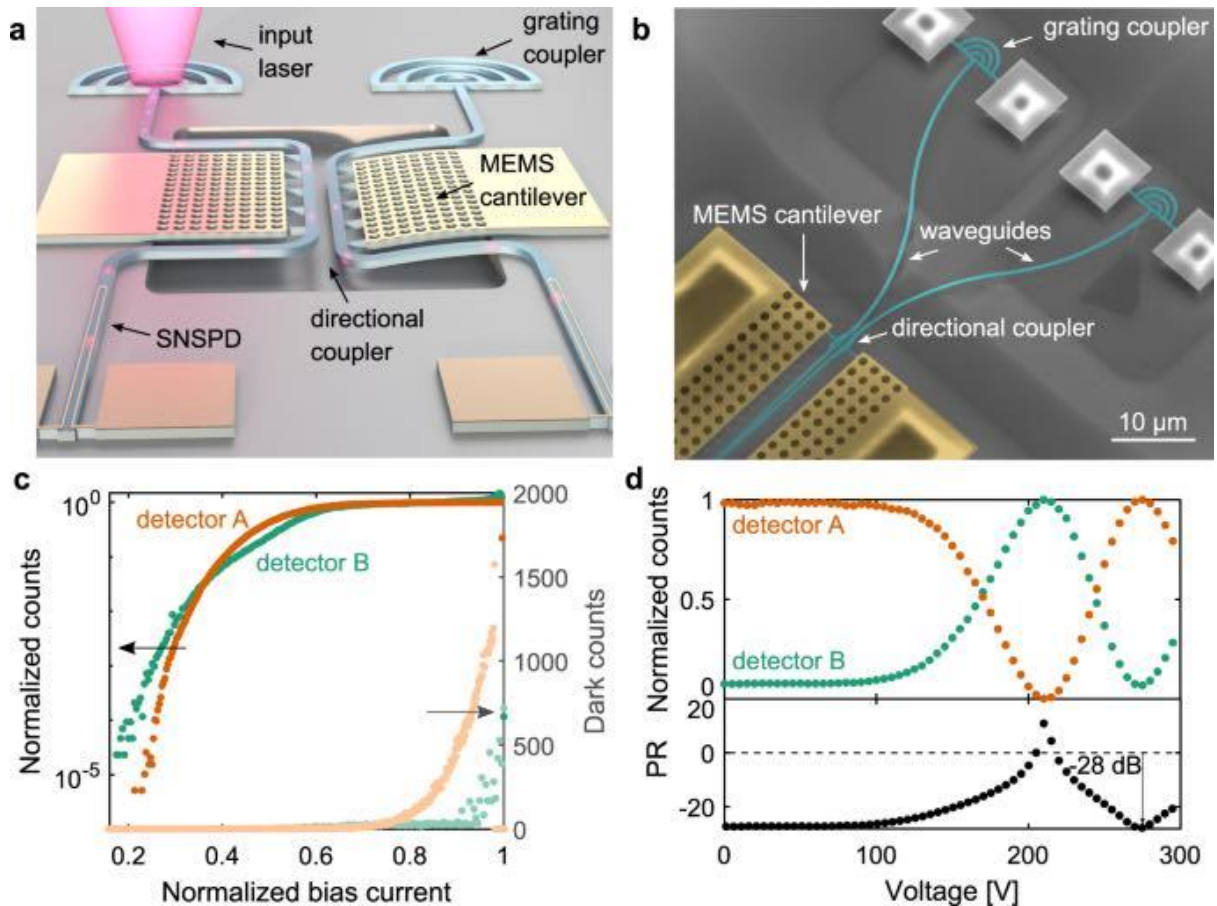 a
input
laser
grating
coupler
MEMS
cantilever
SNSPD
directional
coupler
b
grating coupler
MEMS cantilever
waveguides
directional coupler
10 µm
c
Normalized counts
10⁰
10⁻⁵
detector A
detector B
Dark counts
2000
1500
1000
500
0
0.2
0.4
0.6
0.8
1
Normalized bias current
d
Normalized counts
1
0.5
0
detector A
detector B
PR
20
0
-20
-28 dB
0
100
200
300
Voltage [V]